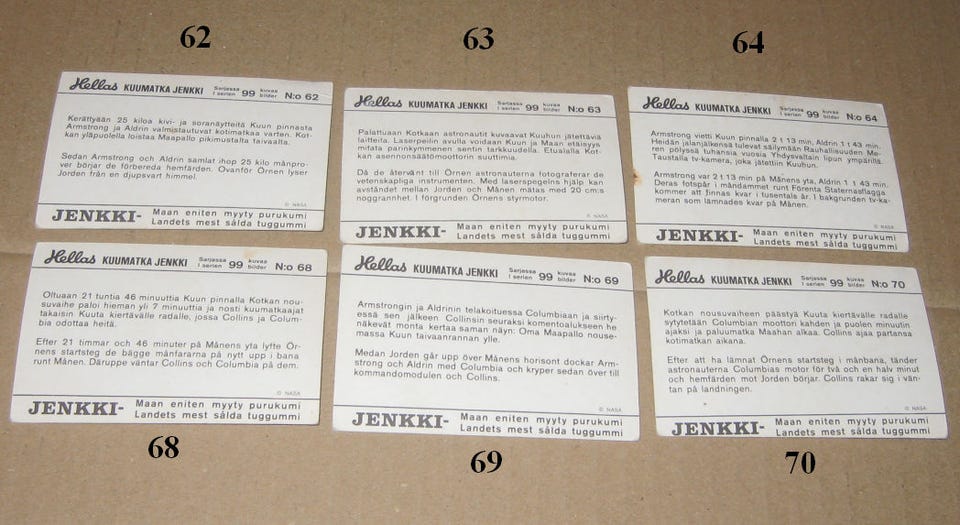 62
63
64
Hellas KUUMATKA JENKKI Sarjassa I serien 99 kuvaa bilder N:o 62
Kerättyään 25 kiloa kivi- ja soranäytteitä Kuun pinnasta
Armstrong ja Aldrin valmistautuvat kotimatkaa varten. Kot-
kan yläpuolella loistaa Maapallo pikimustalta taivaalta.
Sedan Armstrong och Aldrin samlat ihop 25 kilo månprover
börjar de förbereda hemfärden. Ovanför Örnen lyser
Jorden från en djupsvart himmel.
© NASA
JENKKI- Maan eniten myyty purukumi
Landets mest sålda tuggummi
Hellas KUUMATKA JENKKI Sarjassa I serien 99 kuvaa bilder N:o 63
Palattuaan Kotkaan astronautit kuvaavat Kuuhun jätettäviä
laitteita. Laserpeilin avulla voidaan Kuun ja Maan etäisyys
mitata parinkymmenen sentin tarkkuudella. Etualalla Kot-
kan asennonsäätömoottorin suuttimia.
Då de återvänt till Örnen astronauterna fotograferar de
vetenskapliga instrumenten. Med laserspegelns hjälp kan
avståndet mellan Jorden och Månen mätas med 20 cm:s
noggrannhet. I förgrunden Örnens styrmotor.
© NASA
JENKKI- Maan eniten myyty purukumi
Landets mest sålda tuggummi
Hellas KUUMATKA JENKKI Sarjassa I serien 99 kuvaa bilder N:o 64
Armstrong vietti Kuun pinnalla 2 t 13 min, Aldrin 1 t 43 min.
Heidän jalanjälkensä tulevat säilymään Rauhallisuuden Me-
ren pölyssä tuhansia vuosia Yhdysvaltain lipun ympärillä.
Taustalla tv-kamera, joka jätettiin Kuuhun.
Armstrong var 2 t 13 min på Månens yta, Aldrin 1 t 43 min.
Deras fotspår i måndammet runt Förenta Staternasflagga
kommer att finnas kvar i tusentals år. I bakgrunden tv-ka-
meran som lämnades kvar på Månen.
© NASA
JENKKI- Maan eniten myyty purukumi
Landets mest sålda tuggummi
Hellas KUUMATKA JENKKI Sarjassa I serien 99 kuvaa bilder N:o 68
Oltuaan 21 tuntia 46 minuuttia Kuun pinnalla Kotkan nou-
suvaihe paloi hieman yli 7 minuuttia ja nosti kuumatkaajat
takaisin Kuuta kiertävälle radalle, jossa Collins ja Colum-
bia odottaa heitä.
Efter 21 timmar och 46 minuter på Månens yta lyfte Ör-
nens startsteg de bägge månfararna på nytt upp i bana
runt Månen. Däruppe väntar Collins och Columbia på dem.
© NASA
JENKKI- Maan eniten myyty purukumi
Landets mest sålda tuggummi
Hellas KUUMATKA JENKKI Sarjassa I serien 99 kuvaa bilder N:o 69
Armstrongin ja Aldrinin telakoituessa Columbiaan ja siirty-
essä sen jälkeen Collinsin seuraksi komentoalukseen he
näkevät monta kertaa saman näyn: Oma Maapallo nouse-
massa Kuun taivaanrannan ylle.
Medan Jorden går upp över Månens horisont dockar Arm-
strong och Aldrin med Columbia och kryper sedan över till
kommandomodulen och Collins.
© NASA
JENKKI- Maan eniten myyty purukumi
Landets mest sålda tuggummi
Hellas KUUMATKA JENKKI Sarjassa I serien 99 kuvaa bilder N:o 70
Kotkan nousuvaiheen päästyä Kuuta kiertävälle radalle
sytytetään Columbian moottori kahden ja puolen minuutin
ajaksi ja paluumatka Maahan alkaa. Collins ajaa partansa
kotimatkan aikana.
Efter att ha lämnat Örnens startsteg i månbana, tänder
astronauterna Columbias motor för två och en halv minut
och hemfärden mot Jorden börjar. Collins rakar sig i vän-
tan på landningen.
© NASA
JENKKI- Maan eniten myyty purukumi
Landets mest sålda tuggummi
68
69
70